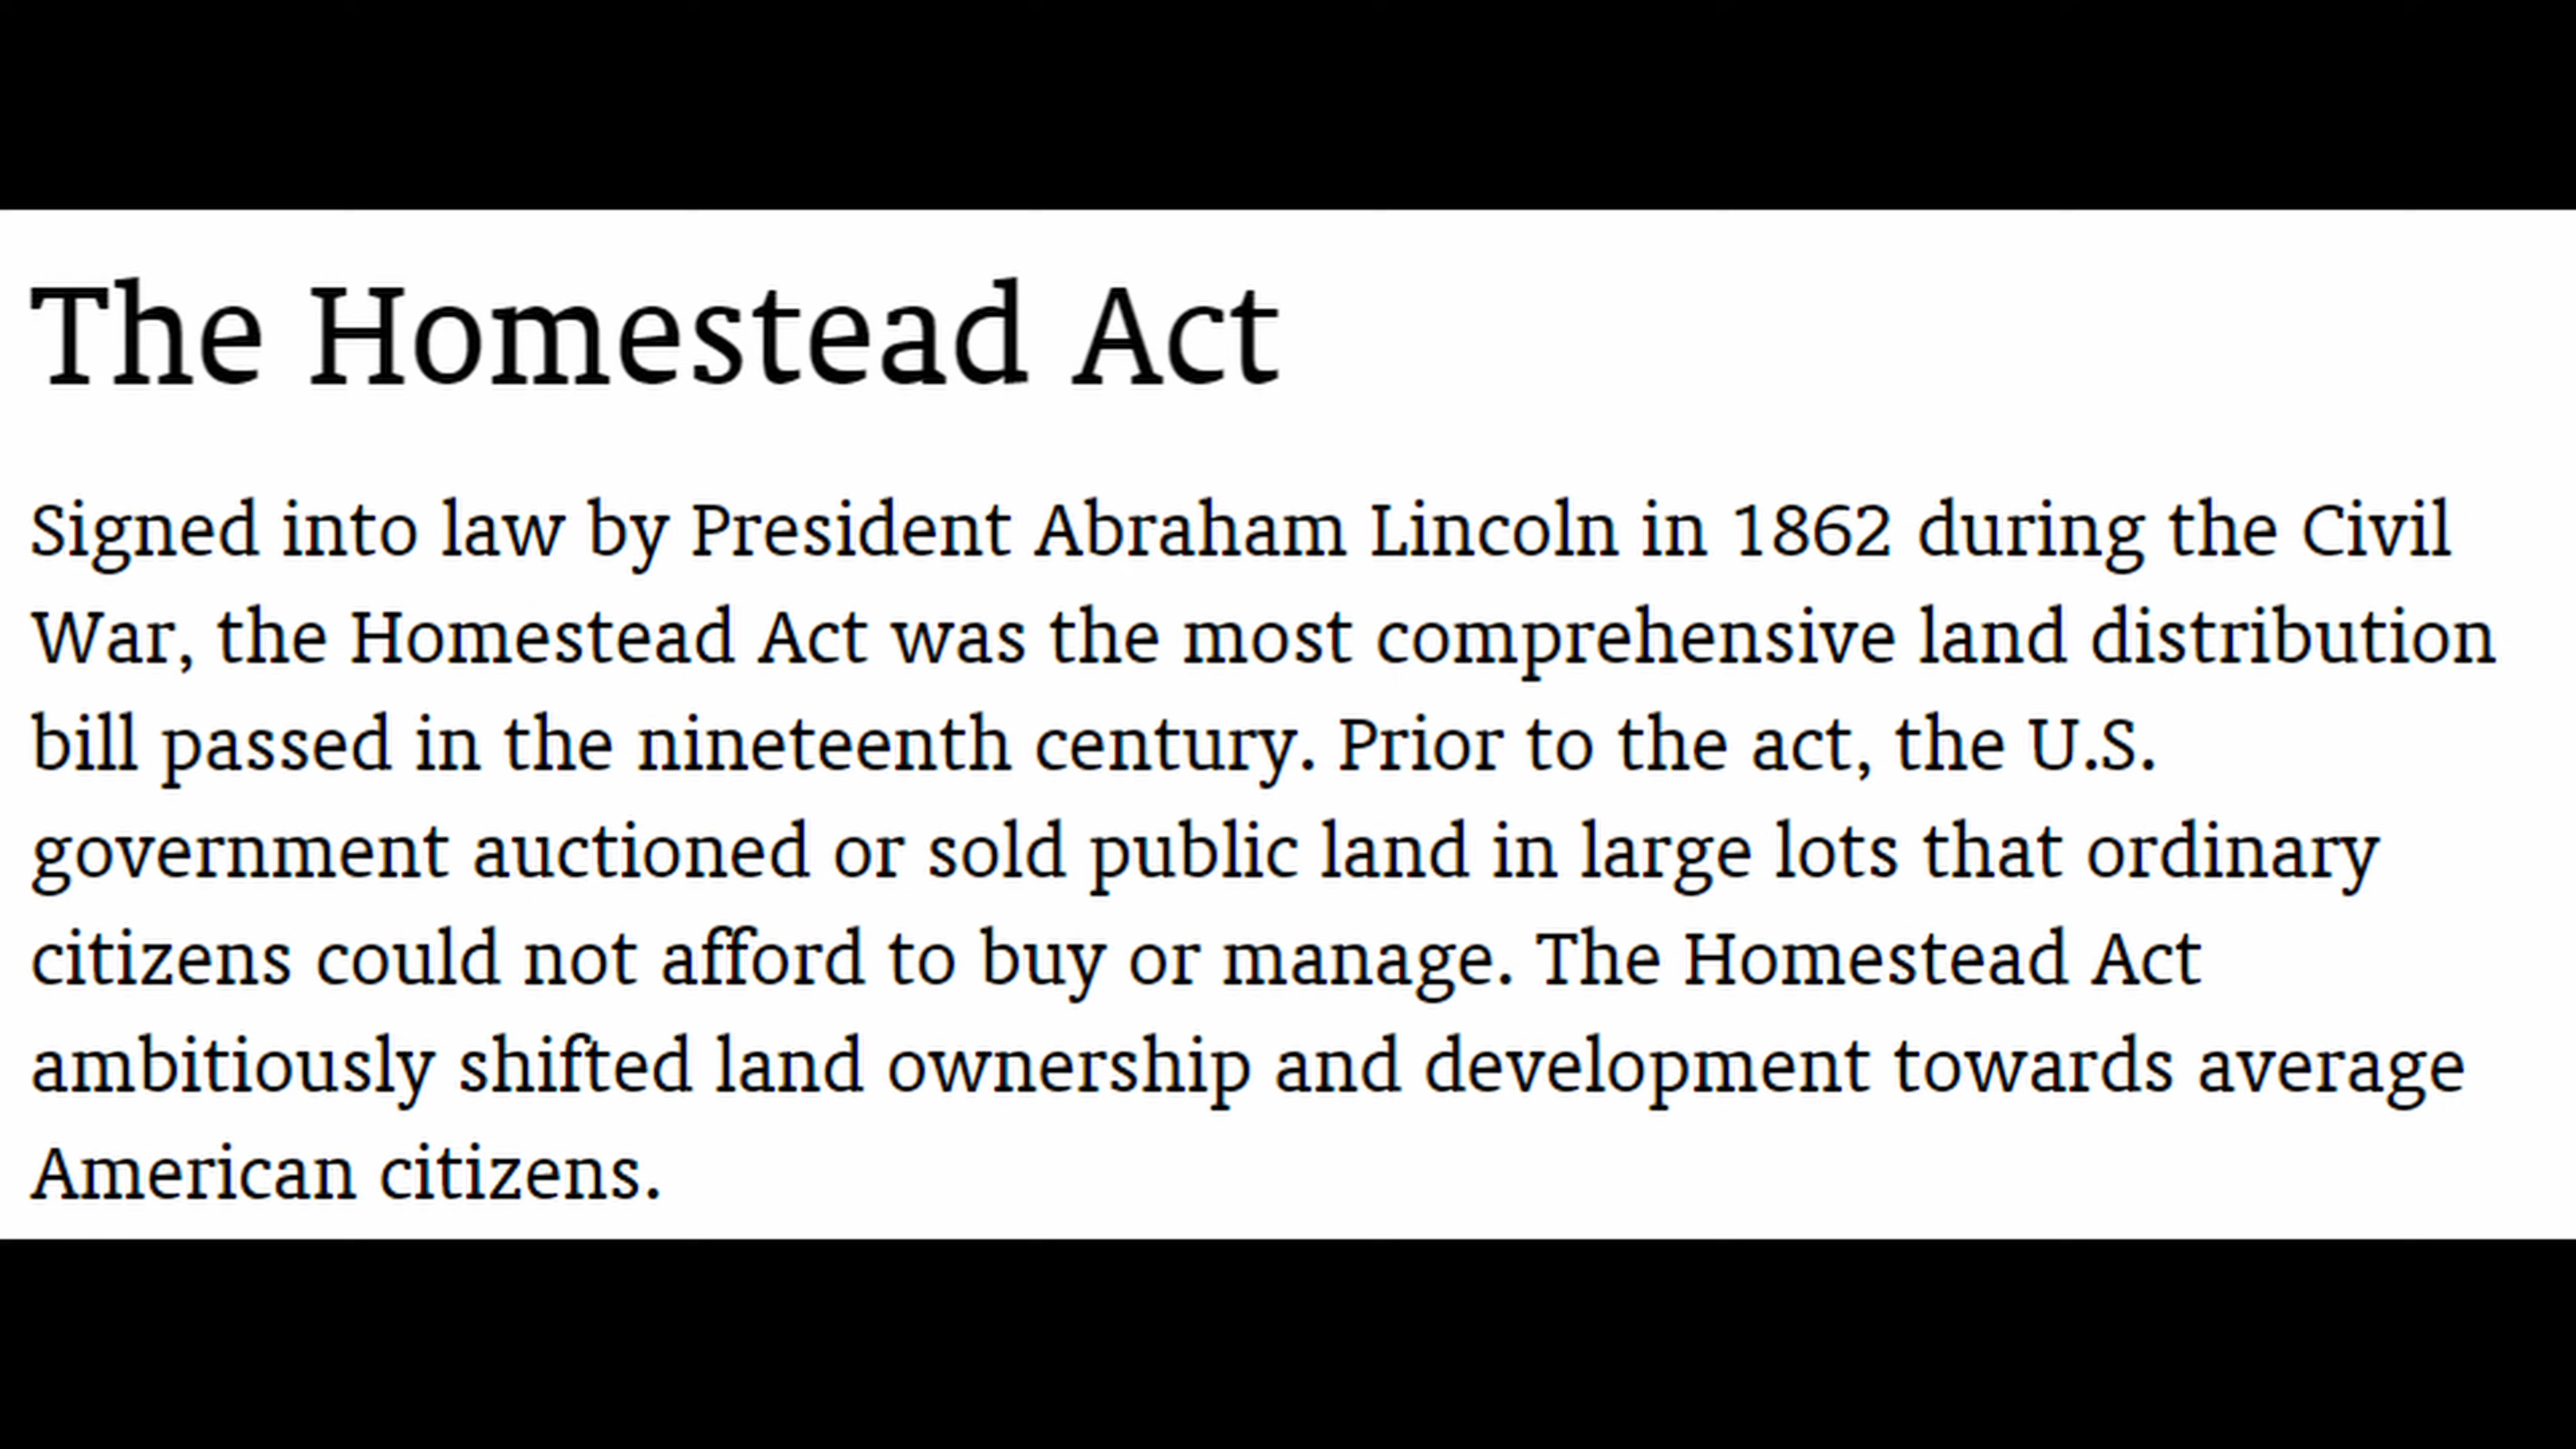 The Homestead Act
Signed into law by President Abraham Lincoln in 1862 during the Civil
War, the Homestead Act was the most comprehensive land distribution
bill passed in the nineteenth century. Prior to the act, the U.S.
government auctioned or sold public land in large lots that ordinary
citizens could not afford to buy or manage. The Homestead Act
ambitiously shifted land ownership and development towards average
American citizens.